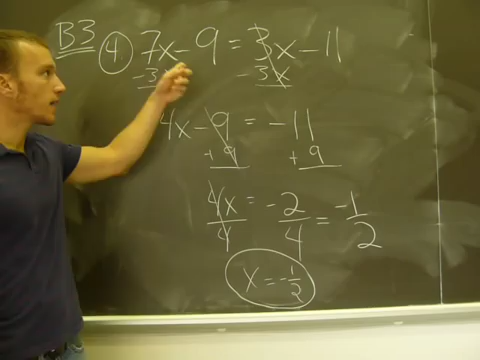 B3
4. 7x - 9 = 3x - 11
-3x -3x
4x - 9 = -11
+9 +9
4x/4 = -2/4 = -1/2
x = -1/2